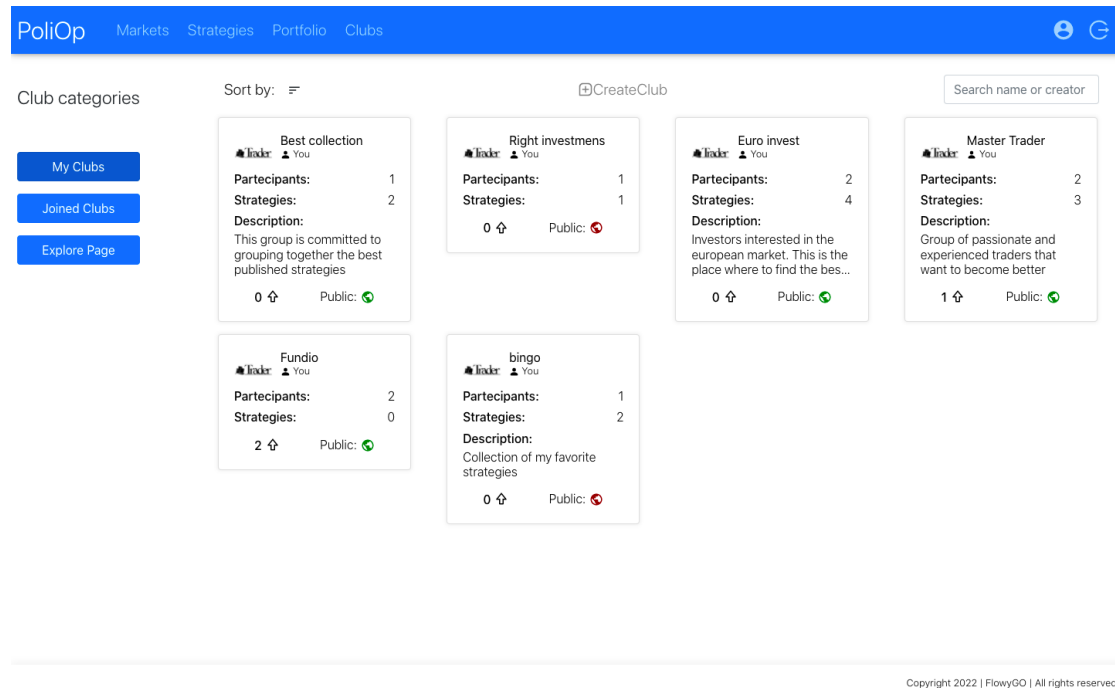 PoliOp Markets Strategies Portfolio Clubs
Club categories
My Clubs
Joined Clubs
Explore Page
Sort by:
CreateClub
Search name or creator
Trader
Best collection
You
Partecipants: 1
Strategies: 2
Description:
This group is committed to
grouping together the best
published strategies
0 Public:
Trader
Right investmens
You
Partecipants: 1
Strategies: 1
0 Public:
Trader
Euro invest
You
Partecipants: 2
Strategies: 4
Description:
Investors interested in the
european market. This is the
place where to find the bes...
0 Public:
Trader
Master Trader
You
Partecipants: 2
Strategies: 3
Description:
Group of passionate and
experienced traders that
want to become better
1 Public:
Trader
Fundio
You
Partecipants: 2
Strategies: 0
2 Public:
Trader
bingo
You
Partecipants: 1
Strategies: 2
Description:
Collection of my favorite
strategies
0 Public:
Copyright 2022 | FlowyGO | All rights reserved